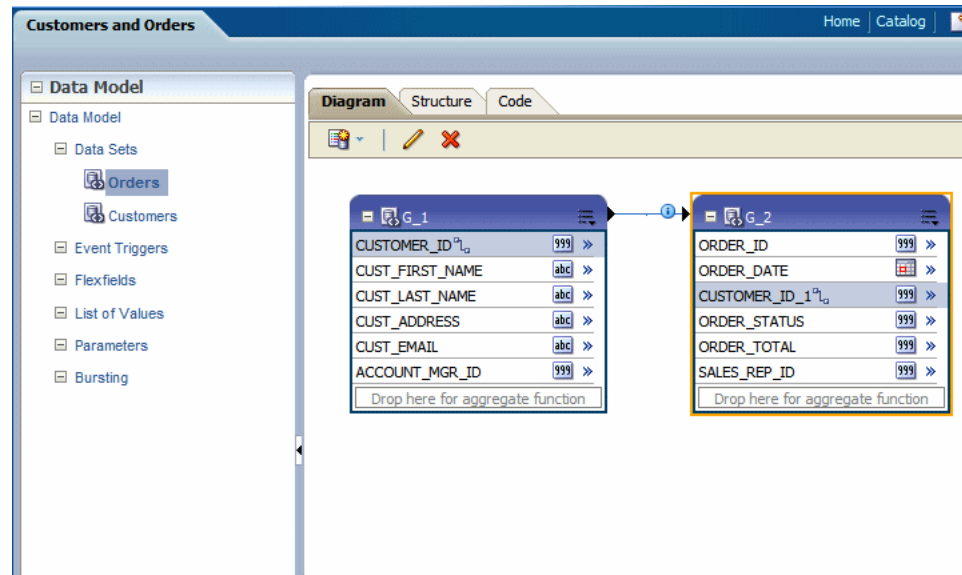 Customers and Orders
Home Catalog
Data Model
Data Model
Data Sets
Orders
Customers
Event Triggers
Flexfields
List of Values
Parameters
Bursting
Diagram Structure Code
G_1
CUSTOMER_ID 999
CUST_FIRST_NAME abc
CUST_LAST_NAME abc
CUST_ADDRESS abc
CUST_EMAIL abc
ACCOUNT_MGR_ID 999
Drop here for aggregate function
G_2
ORDER_ID 999
ORDER_DATE
CUSTOMER_ID_1 999
ORDER_STATUS 999
ORDER_TOTAL 999
SALES_REP_ID 999
Drop here for aggregate function